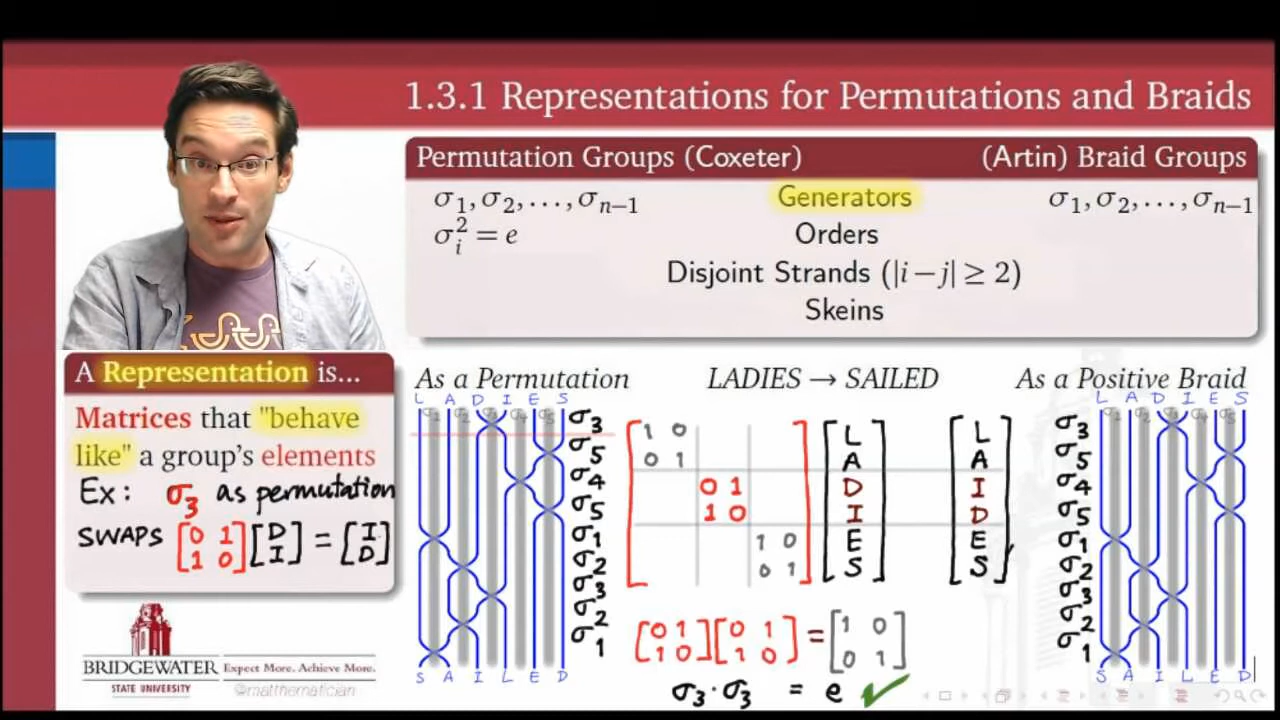 1.3.1 Representations for Permutations and Braids
Permutation Groups (Coxeter) (Artin) Braid Groups
σ₁, σ₂, …, σₙ₋₁ Generators σ₁, σ₂, …, σₙ₋₁
σᵢ² = e Orders
Disjoint Strands (|i−j| ≥ 2)
Skeins
A Representation is...
Matrices that "behave
like" a group's elements
Ex: σ₃ as permutation
SWAPS [0 1; 1 0] [D; I] = [I; D]
BRIDGEWATER
STATE UNIVERSITY
Expect More. Achieve More.
@matthematician
As a Permutation
L A D I E S
σ₁ σ₂ σ₄ σ₅
σ₃
σ₅
σ₄
σ₅
σ₁
σ₂
σ₃
σ₂
σ₁
S A I L E D
LADIES → SAILED
1 0
0 1
0 1
1 0
1 0
0 1
L A D I E S
L A I D E S
[0 1; 1 0] [0 1; 1 0] = [1 0; 0 1]
σ₃ · σ₃ = e ✓
As a Positive Braid
L A D I E S
σ₃
σ₅
σ₄
σ₅
σ₁
σ₂
σ₃
σ₂
σ₁
S A I L E D